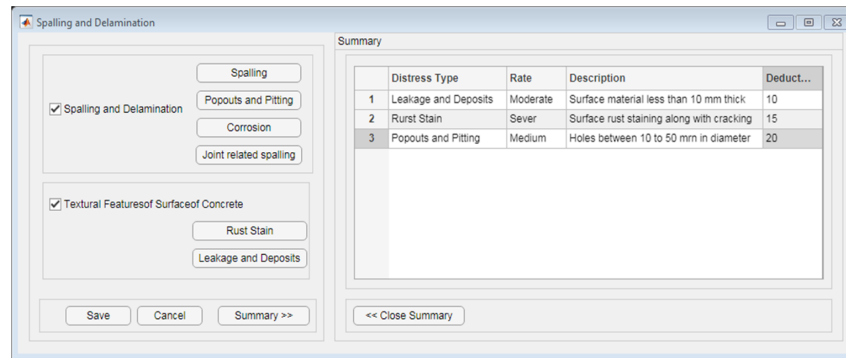 Spalling and Delamination
Spalling and Delamination
Spalling
Popouts and Pitting
Corrosion
Joint related spalling
Textural Featuresof Surfaceof Concrete
Rust Stain
Leakage and Deposits
Save Cancel Summary >>
Summary
Distress Type Rate Description Deduct...
1 Leakage and Deposits Moderate Surface material less than 10 mm thick 10
2 Rurst Stain Sever Surface rust staining along with cracking 15
3 Popouts and Pitting Medium Holes between 10 to 50 mm in diameter 20
<< Close Summary